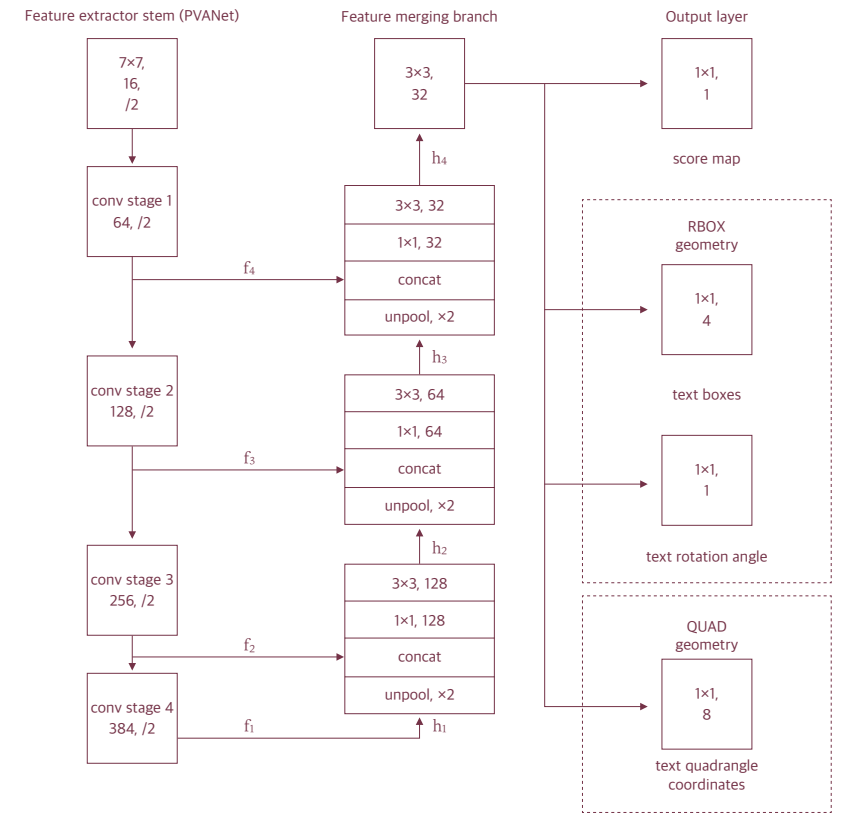 Feature extractor stem (PVANet)
7×7,
16,
/2
conv stage 1
64, /2
f₄
conv stage 2
128, /2
f₃
conv stage 3
256, /2
f₂
conv stage 4
384, /2
f₁
Feature merging branch
3×3,
32
h₄
3×3, 32
1×1, 32
concat
unpool, ×2
h₃
3×3, 64
1×1, 64
concat
unpool, ×2
h₂
3×3, 128
1×1, 128
concat
unpool, ×2
h₁
Output layer
1×1,
1
score map
RBOX
geometry
1×1,
4
text boxes
1×1,
1
text rotation angle
QUAD
geometry
1×1,
8
text quadrangle
coordinates